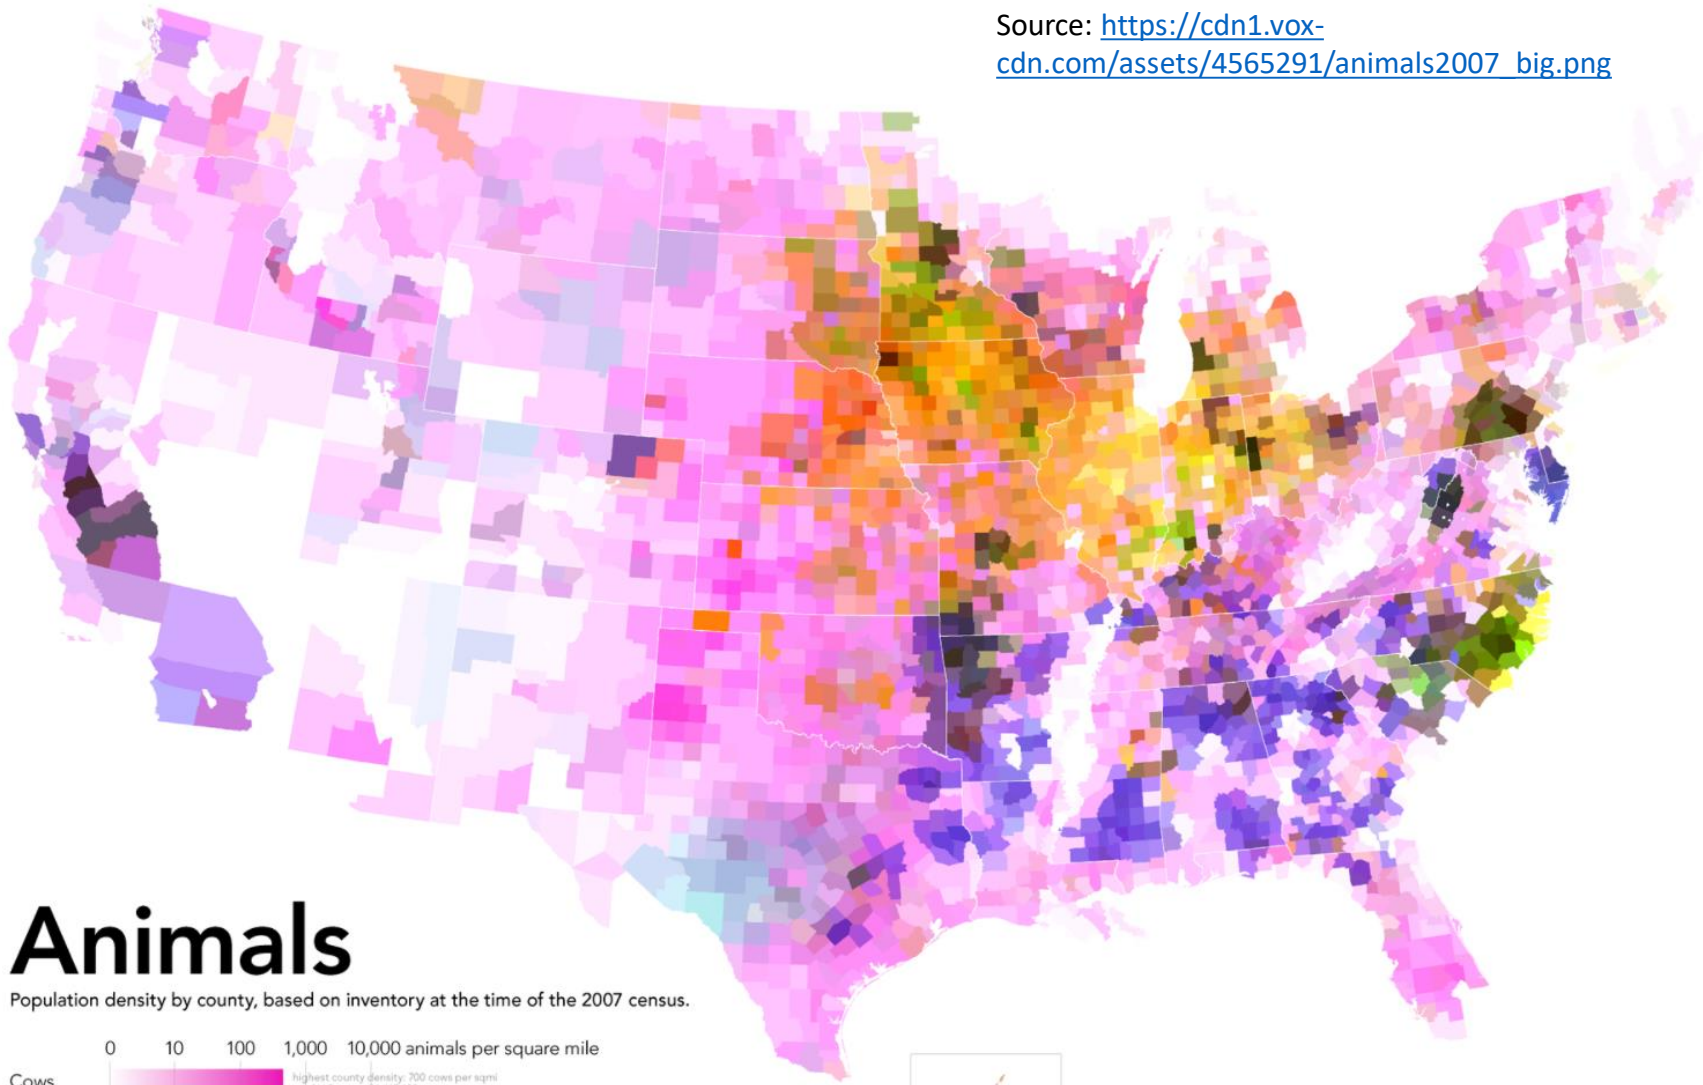 Source: https://cdn1.vox-
cdn.com/assets/4565291/animals2007_big.png
Animals
Population density by county, based on inventory at the time of the 2007 census.
0 10 100 1,000 10,000 animals per square mile
Cows
highest county density: 700 cows per sqmi